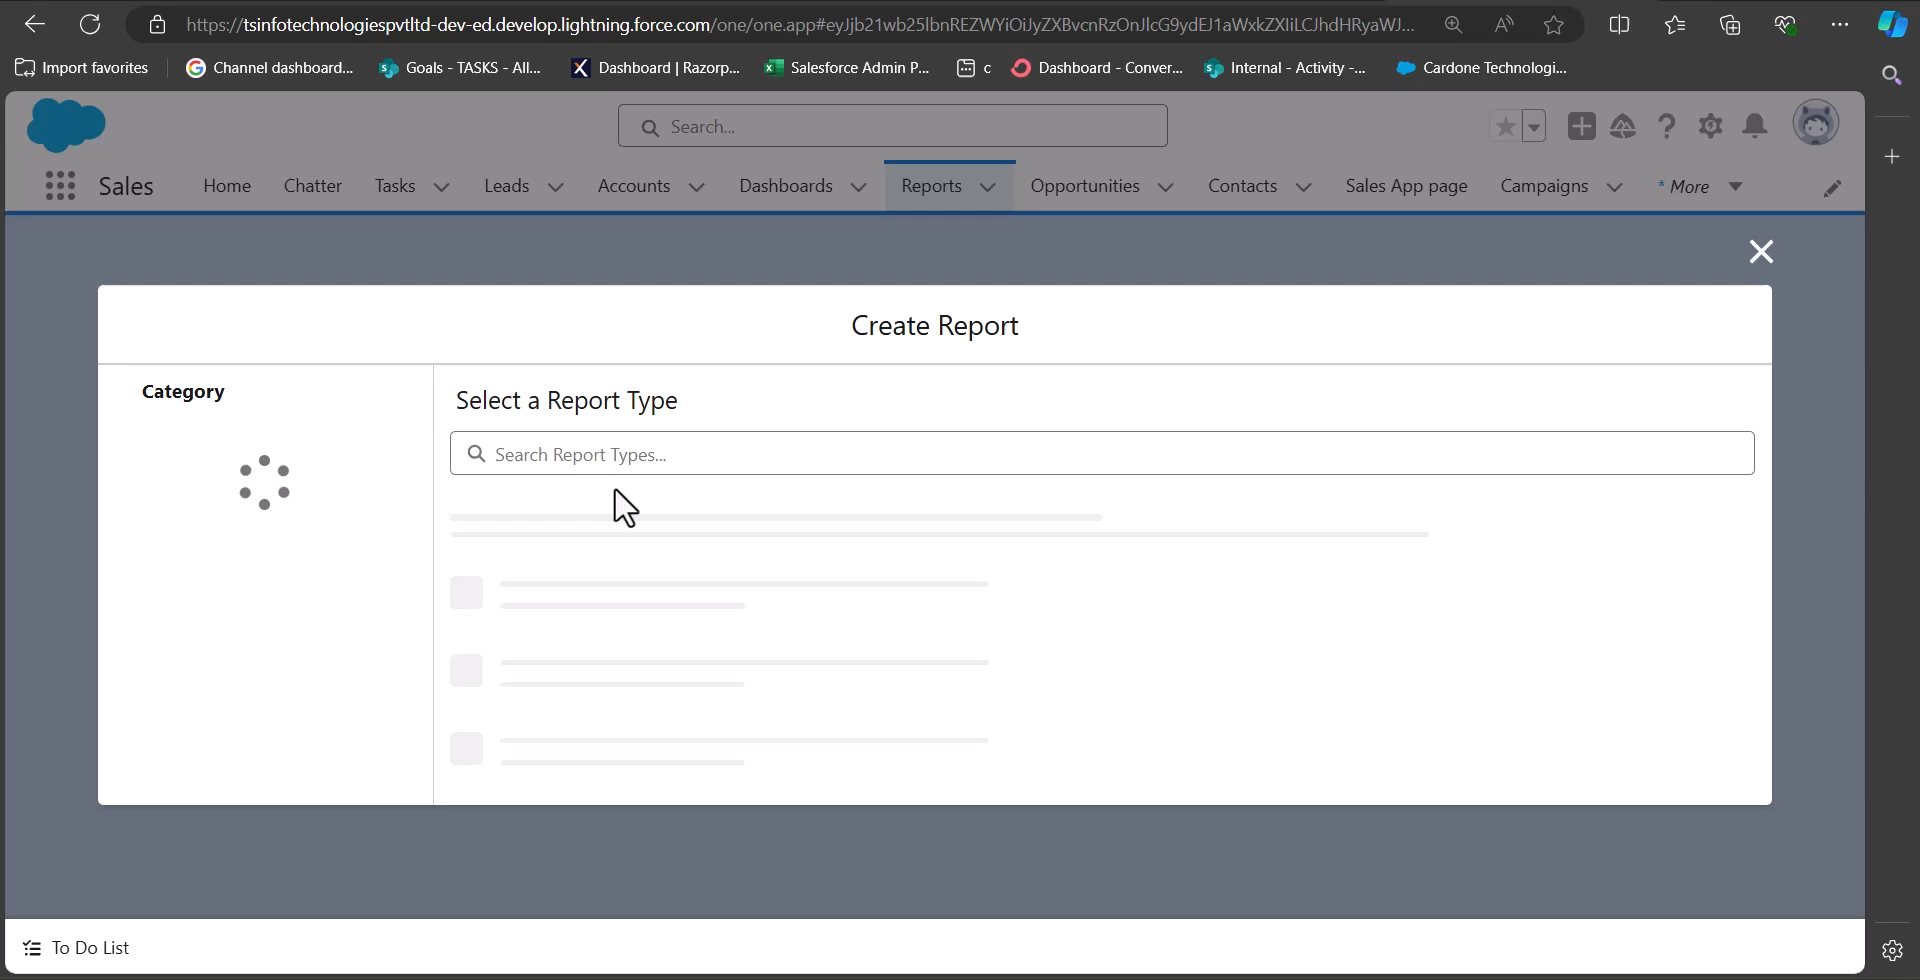 https://tsinfotechnologiespvtltd-dev-ed.develop.lightning.force.com/one/one.app#eyJjb21wb25lbnREZWYiOiJyZXBvcnRzOnJlcG9ydEJ1aWxkZXIiLCJhdHRyaWJ...
Import favorites
Channel dashboard...
Goals - TASKS - All...
Dashboard | Razorp...
Salesforce Admin P...
c
Dashboard - Conver...
Internal - Activity -...
Cardone Technologi...
Search...
Sales
Home
Chatter
Tasks
Leads
Accounts
Dashboards
Reports
Opportunities
Contacts
Sales App page
Campaigns
* More
Create Report
Category
Select a Report Type
Search Report Types...
To Do List